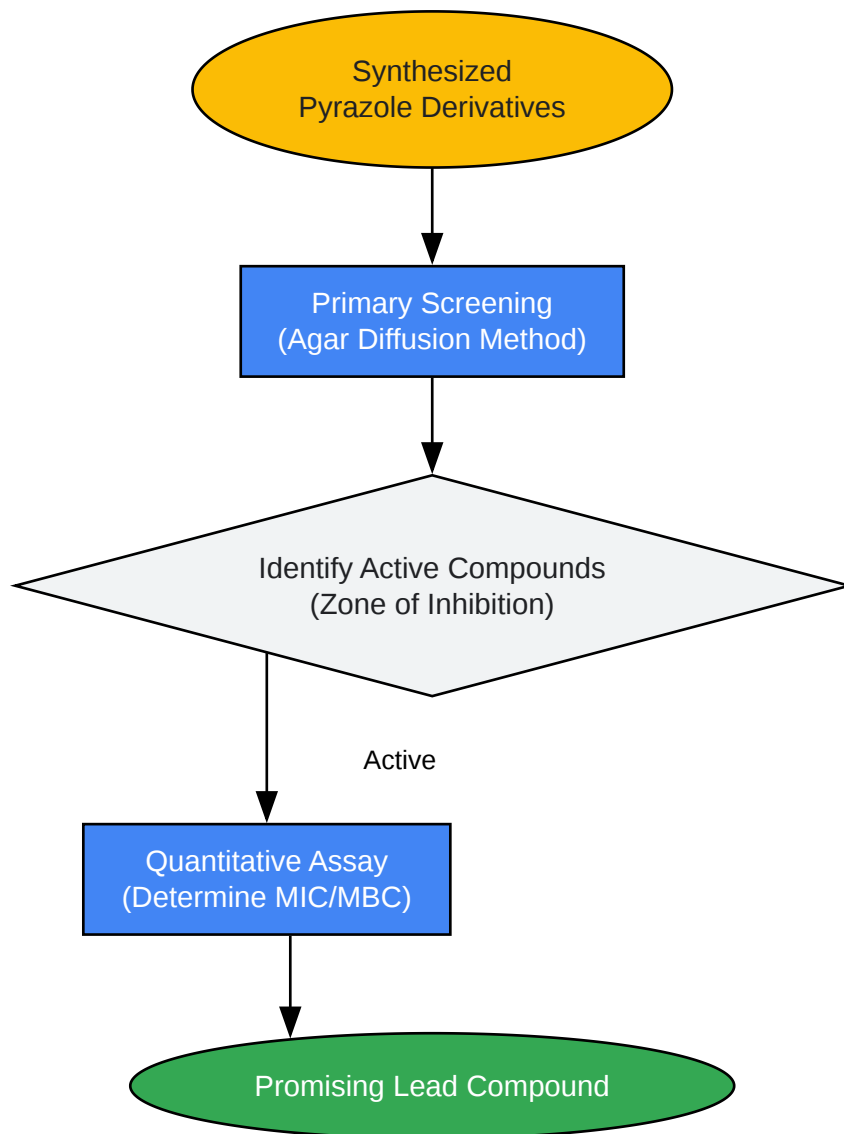 Synthesized
Pyrazole Derivatives
Primary Screening
(Agar Diffusion Method)
Identify Active Compounds
(Zone of Inhibition)
Active
Quantitative Assay
(Determine MIC/MBC)
Promising Lead Compound